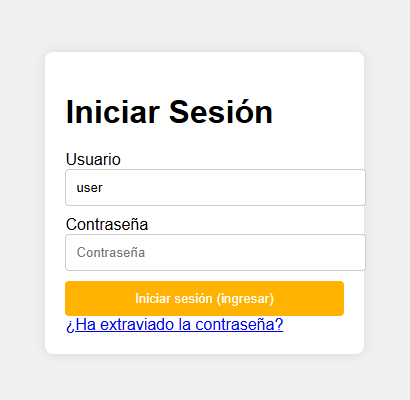 Iniciar Sesión
Usuario
user
Contraseña
Contraseña
Iniciar sesión (ingresar)
¿Ha extraviado la contraseña?